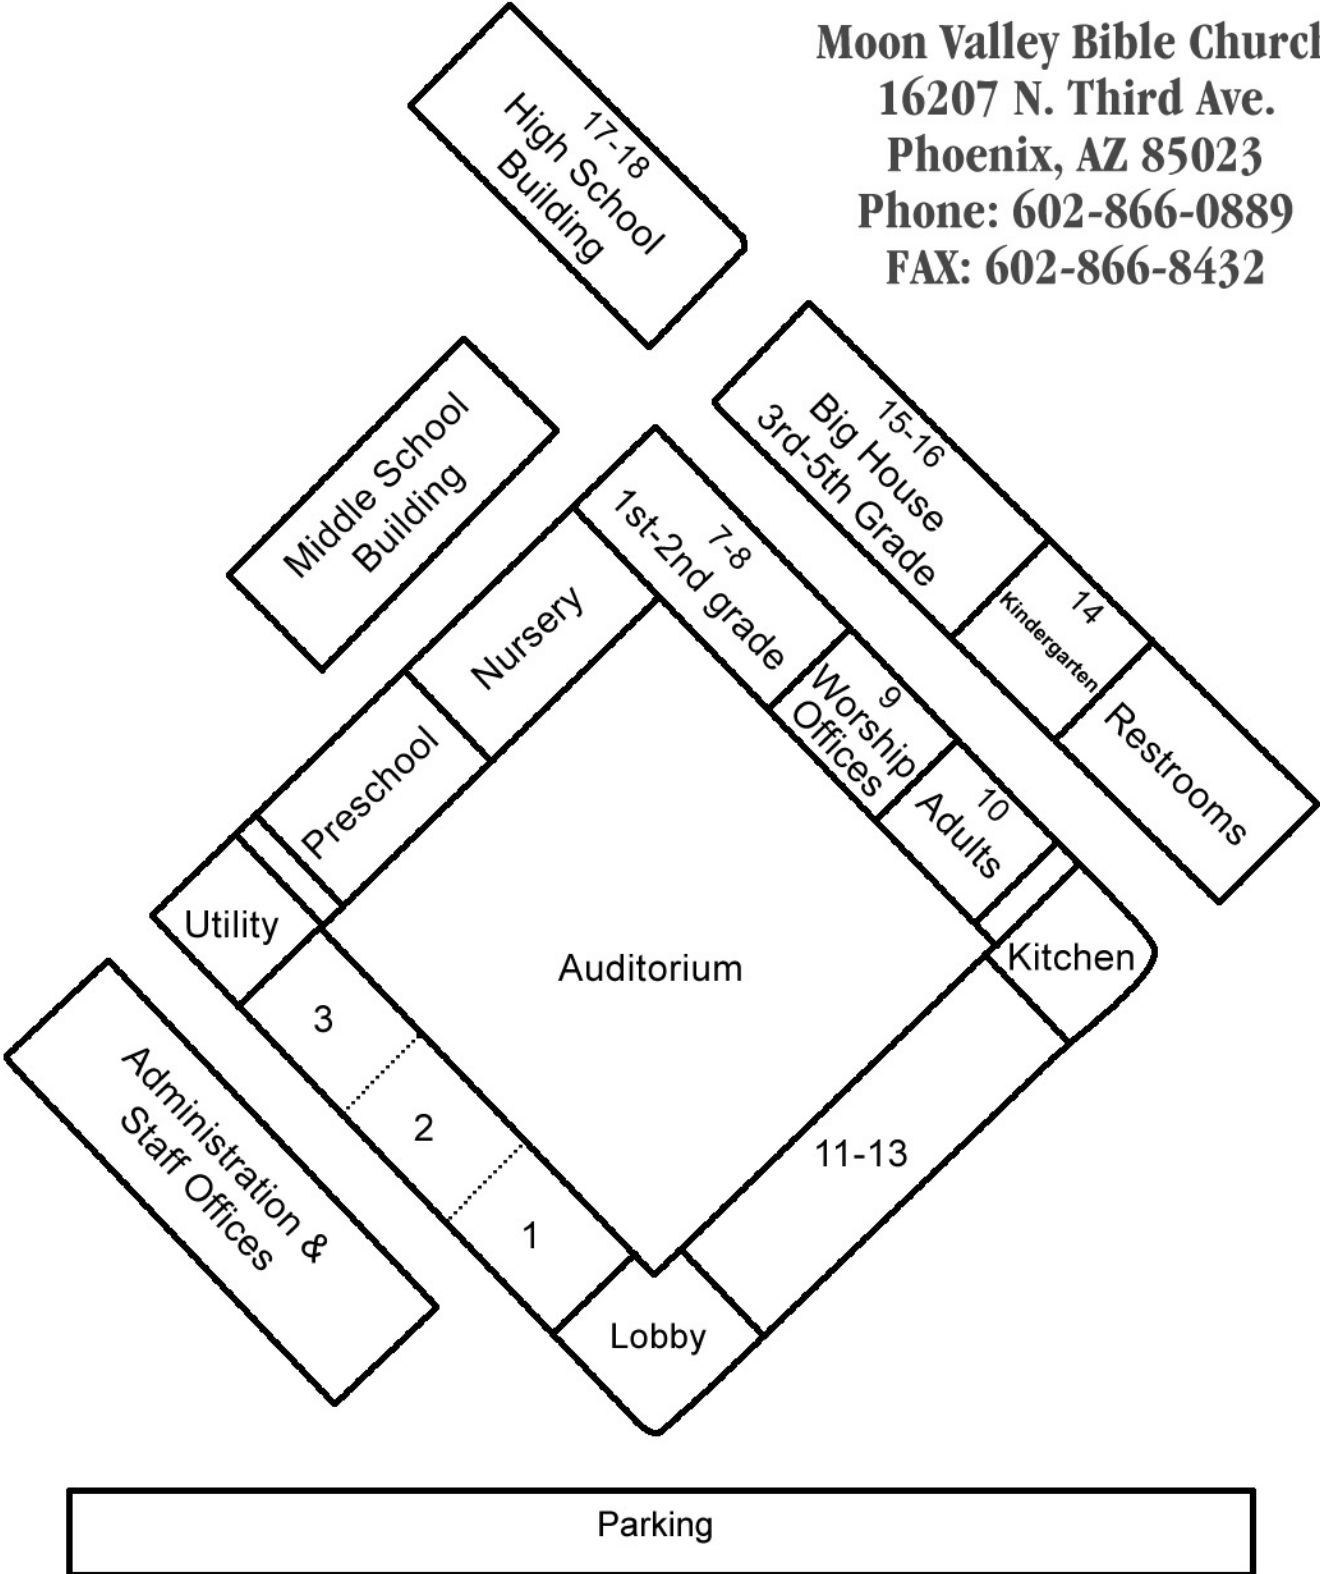 Moon Valley Bible Church
16207 N. Third Ave.
Phoenix, AZ 85023
Phone: 602-866-0889
FAX: 602-866-8432
17-18
High School
Building
Middle School
Building
15-16
Big House
3rd-5th Grade
14
Kindergarten
Restrooms
7-8
1st-2nd grade
Nursery
9
Worship
Offices
Preschool
10
Adults
Utility
Auditorium
Kitchen
3
2
1
11-13
Administration &
Staff Offices
Lobby
Parking